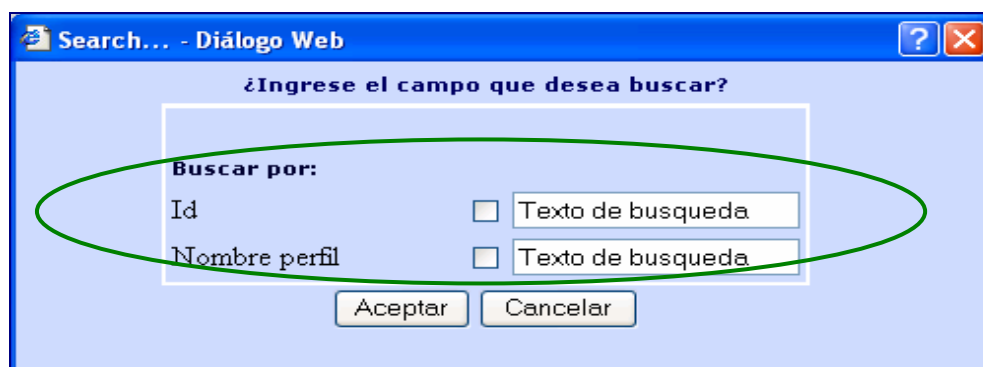 Search... - Diálogo Web
¿Ingrese el campo que desea buscar?
Buscar por:
Id Texto de busqueda
Nombre perfil Texto de busqueda
Aceptar Cancelar